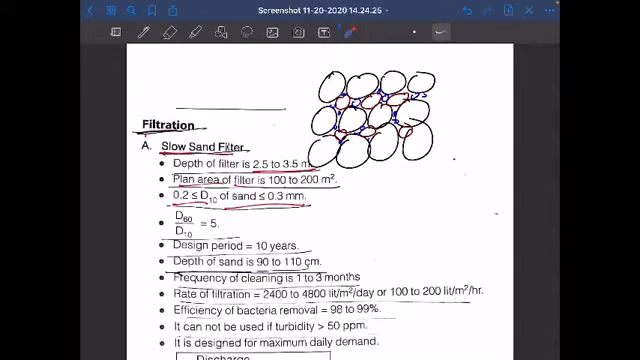 Screenshot 11-20-2020 14.24.25
Filtration
A. Slow Sand Filter
• Depth of filter is 2.5 to 3.5 m.
• Plan area of filter is 100 to 200 m².
• 0.2 ≤ D₁₀ of sand ≤ 0.3 mm.
• D₆₀/D₁₀ = 5.
• Design period = 10 years.
• Depth of sand is 90 to 110 cm.
• Frequency of cleaning is 1 to 3 months
• Rate of filtration = 2400 to 4800 lit/m²/day or 100 to 200 lit/m²/hr.
• Efficiency of bacteria removal = 98 to 99%.
• It can not be used if turbidity > 50 ppm.
• It is designed for maximum daily demand.
Discharge